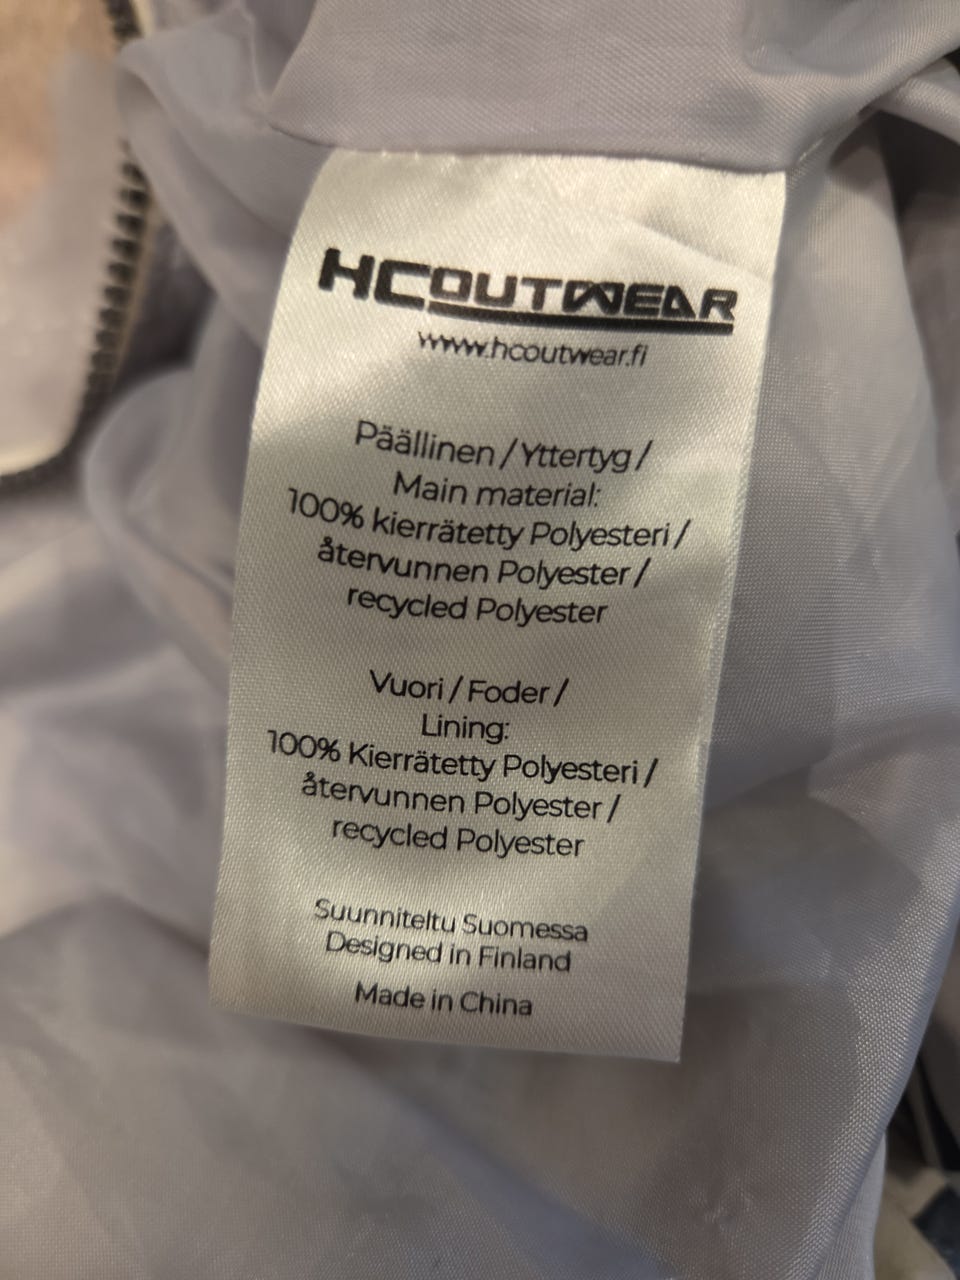 HCOUTWEAR
www.hcoutwear.fi
Päällinen / Yttertyg /
Main material:
100% kierrätetty Polyesteri /
återvunnen Polyester /
recycled Polyester
Vuori / Foder /
Lining:
100% Kierrätetty Polyesteri /
återvunnen Polyester /
recycled Polyester
Suunniteltu Suomessa
Designed in Finland
Made in China